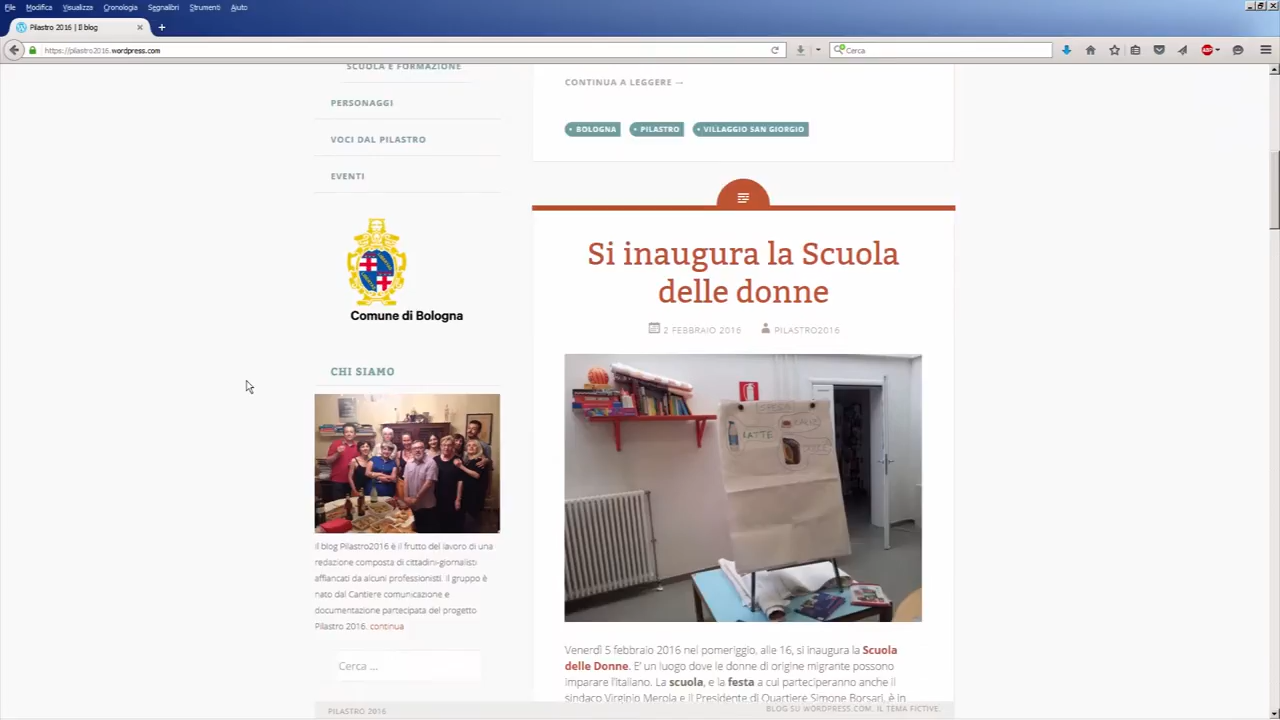 File Modifica Visualizza Cronologia Segnalibri Strumenti Aiuto
Pilastro 2016 | Il blog
https://pilastro2016.wordpress.com
Cerca
SCUOLA E FORMAZIONE
PERSONAGGI
VOCI DAL PILASTRO
EVENTI
Comune di Bologna
CHI SIAMO
Il blog Pilastro2016 è il frutto del lavoro di una
redazione composta di cittadini-giornalisti
affiancati da alcuni professionisti. Il gruppo è
nato dal Cantiere comunicazione e
documentazione partecipata del progetto
Pilastro 2016. continua
Cerca ...
PILASTRO 2016
CONTINUA A LEGGERE →
BOLOGNA PILASTRO VILLAGGIO SAN GIORGIO
Si inaugura la Scuola
delle donne
2 FEBBRAIO 2016 PILASTRO2016
LATTE
Venerdì 5 febbraio 2016 nel pomeriggio, alle 16, si inaugura la Scuola
delle Donne. E' un luogo dove le donne di origine migrante possono
imparare l'italiano. La scuola, e la festa a cui parteciperanno anche il
sindaco Virginio Merola e il Presidente di Quartiere Simone Borsari, è in
BLOG SU WORDPRESS.COM. IL TEMA FICTIVE.